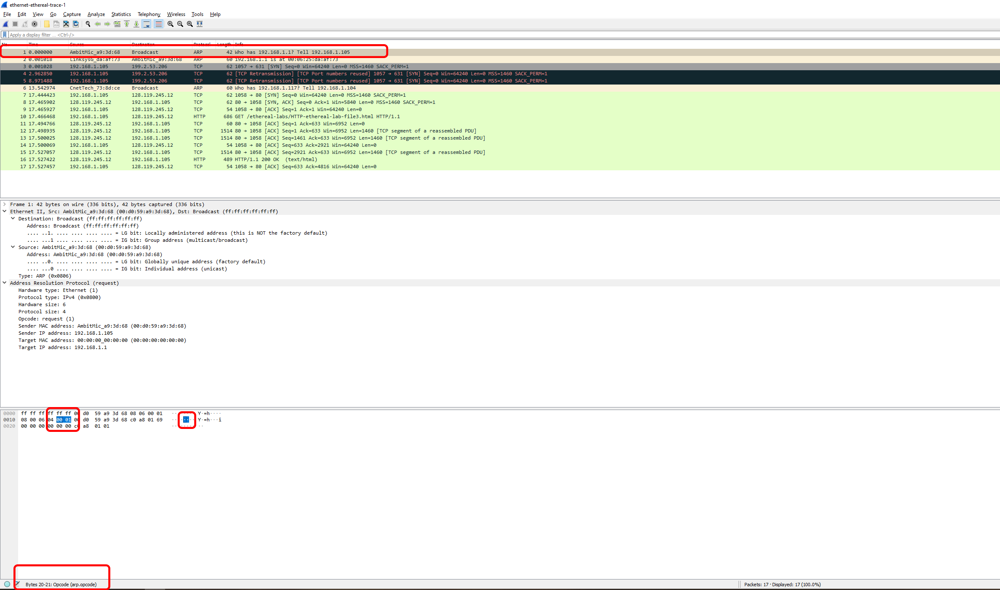 ethernet-ethereal-trace-1
File Edit View Go Capture Analyze Statistics Telephony Wireless Tools Help
Apply a display filter ... <Ctrl-/>
No. Time Source Destination Protocol Length Info
1 0.000000 AmbitMic_a9:3d:68 Broadcast ARP 42 Who has 192.168.1.1? Tell 192.168.1.105
2 0.001018 LinksysG_da:af:73 AmbitMic_a9:3d:68 ARP 60 192.168.1.1 is at 00:06:25:da:af:73
3 0.001028 192.168.1.105 199.2.53.206 TCP 62 1057 → 631 [SYN] Seq=0 Win=64240 Len=0 MSS=1460 SACK_PERM=1
4 2.962850 192.168.1.105 199.2.53.206 TCP 62 [TCP Retransmission] [TCP Port numbers reused] 1057 → 631 [SYN] Seq=0 Win=64240 Len=0 MSS=1460 SACK_PERM=1
5 8.971488 192.168.1.105 199.2.53.206 TCP 62 [TCP Retransmission] [TCP Port numbers reused] 1057 → 631 [SYN] Seq=0 Win=64240 Len=0 MSS=1460 SACK_PERM=1
6 13.542974 CnetTech_73:8d:ce Broadcast ARP 60 Who has 192.168.1.117? Tell 192.168.1.104
7 17.444423 192.168.1.105 128.119.245.12 TCP 62 1058 → 80 [SYN] Seq=0 Win=64240 Len=0 MSS=1460 SACK_PERM=1
8 17.465902 128.119.245.12 192.168.1.105 TCP 62 80 → 1058 [SYN, ACK] Seq=0 Ack=1 Win=5840 Len=0 MSS=1460 SACK_PERM=1
9 17.465927 192.168.1.105 128.119.245.12 TCP 54 1058 → 80 [ACK] Seq=1 Ack=1 Win=64240 Len=0
10 17.466468 192.168.1.105 128.119.245.12 HTTP 686 GET /ethereal-labs/HTTP-ethereal-lab-file3.html HTTP/1.1
11 17.494766 128.119.245.12 192.168.1.105 TCP 60 80 → 1058 [ACK] Seq=1 Ack=633 Win=6952 Len=0
12 17.498935 128.119.245.12 192.168.1.105 TCP 1514 80 → 1058 [ACK] Seq=1 Ack=633 Win=6952 Len=1460 [TCP segment of a reassembled PDU]
13 17.500025 128.119.245.12 192.168.1.105 TCP 1514 80 → 1058 [ACK] Seq=1461 Ack=633 Win=6952 Len=1460 [TCP segment of a reassembled PDU]
14 17.500069 192.168.1.105 128.119.245.12 TCP 54 1058 → 80 [ACK] Seq=633 Ack=2921 Win=64240 Len=0
15 17.527057 128.119.245.12 192.168.1.105 TCP 1514 80 → 1058 [ACK] Seq=2921 Ack=633 Win=6952 Len=1460 [TCP segment of a reassembled PDU]
16 17.527422 128.119.245.12 192.168.1.105 HTTP 489 HTTP/1.1 200 OK (text/html)
17 17.527457 192.168.1.105 128.119.245.12 TCP 54 1058 → 80 [ACK] Seq=633 Ack=4816 Win=64240 Len=0
Frame 1: 42 bytes on wire (336 bits), 42 bytes captured (336 bits)
Ethernet II, Src: AmbitMic_a9:3d:68 (00:d0:59:a9:3d:68), Dst: Broadcast (ff:ff:ff:ff:ff:ff)
Destination: Broadcast (ff:ff:ff:ff:ff:ff)
Address: Broadcast (ff:ff:ff:ff:ff:ff)
.... ..1. .... .... .... .... = LG bit: Locally administered address (this is NOT the factory default)
.... ...1 .... .... .... .... = IG bit: Group address (multicast/broadcast)
Source: AmbitMic_a9:3d:68 (00:d0:59:a9:3d:68)
Address: AmbitMic_a9:3d:68 (00:d0:59:a9:3d:68)
.... ..0. .... .... .... .... = LG bit: Globally unique address (factory default)
.... ...0 .... .... .... .... = IG bit: Individual address (unicast)
Type: ARP (0x0806)
Address Resolution Protocol (request)
Hardware type: Ethernet (1)
Protocol type: IPv4 (0x0800)
Hardware size: 6
Protocol size: 4
Opcode: request (1)
Sender MAC address: AmbitMic_a9:3d:68 (00:d0:59:a9:3d:68)
Sender IP address: 192.168.1.105
Target MAC address: 00:00:00_00:00:00 (00:00:00:00:00:00)
Target IP address: 192.168.1.1
0000 ff ff ff ff ff ff 00 d0 59 a9 3d 68 08 06 00 01 ········ Y·=h····
0010 08 00 06 04 00 01 00 d0 59 a9 3d 68 c0 a8 01 69 ········ Y·=h···i
0020 00 00 00 00 00 00 c0 a8 01 01 ········ ··
Bytes 20-21: Opcode (arp.opcode)
Packets: 17 · Displayed: 17 (100.0%)